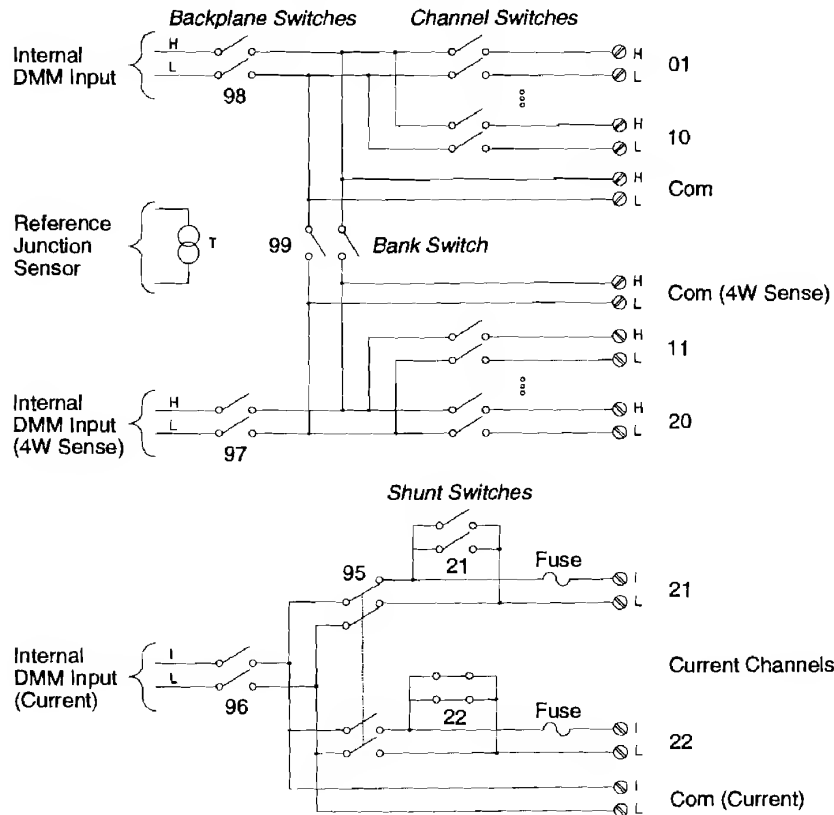 Backplane Switches
Channel Switches
Internal
DMM Input
H
L
98
H
01
L
H
10
L
H
Com
L
Reference
Junction
Sensor
T
99
Bank Switch
H
Com (4W Sense)
L
H
11
L
Internal
DMM Input
(4W Sense)
H
L
97
H
20
L
Shunt Switches
95
21
Fuse
I
21
L
Internal
DMM Input
(Current)
I
L
96
Current Channels
22
Fuse
I
22
L
I
Com (Current)
L